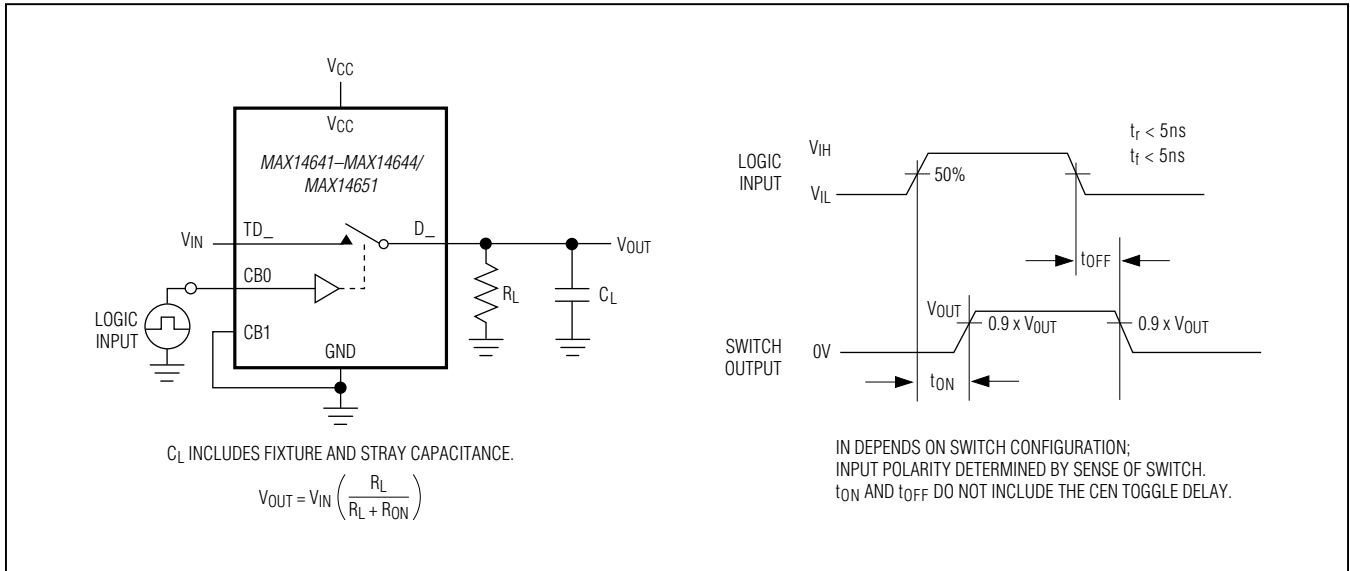 VCC
VCC
MAX14641–MAX14644/
MAX14651
VIN
TD_
D_
VOUT
CB0
RL
CL
LOGIC
INPUT
CB1
GND
CL INCLUDES FIXTURE AND STRAY CAPACITANCE.
VOUT = VIN ( RL / RL + RON )
tr < 5ns
tf < 5ns
LOGIC
INPUT
VIH
VIL
50%
tOFF
VOUT
0.9 x VOUT
0.9 x VOUT
SWITCH
OUTPUT
0V
tON
IN DEPENDS ON SWITCH CONFIGURATION;
INPUT POLARITY DETERMINED BY SENSE OF SWITCH.
tON AND tOFF DO NOT INCLUDE THE CEN TOGGLE DELAY.